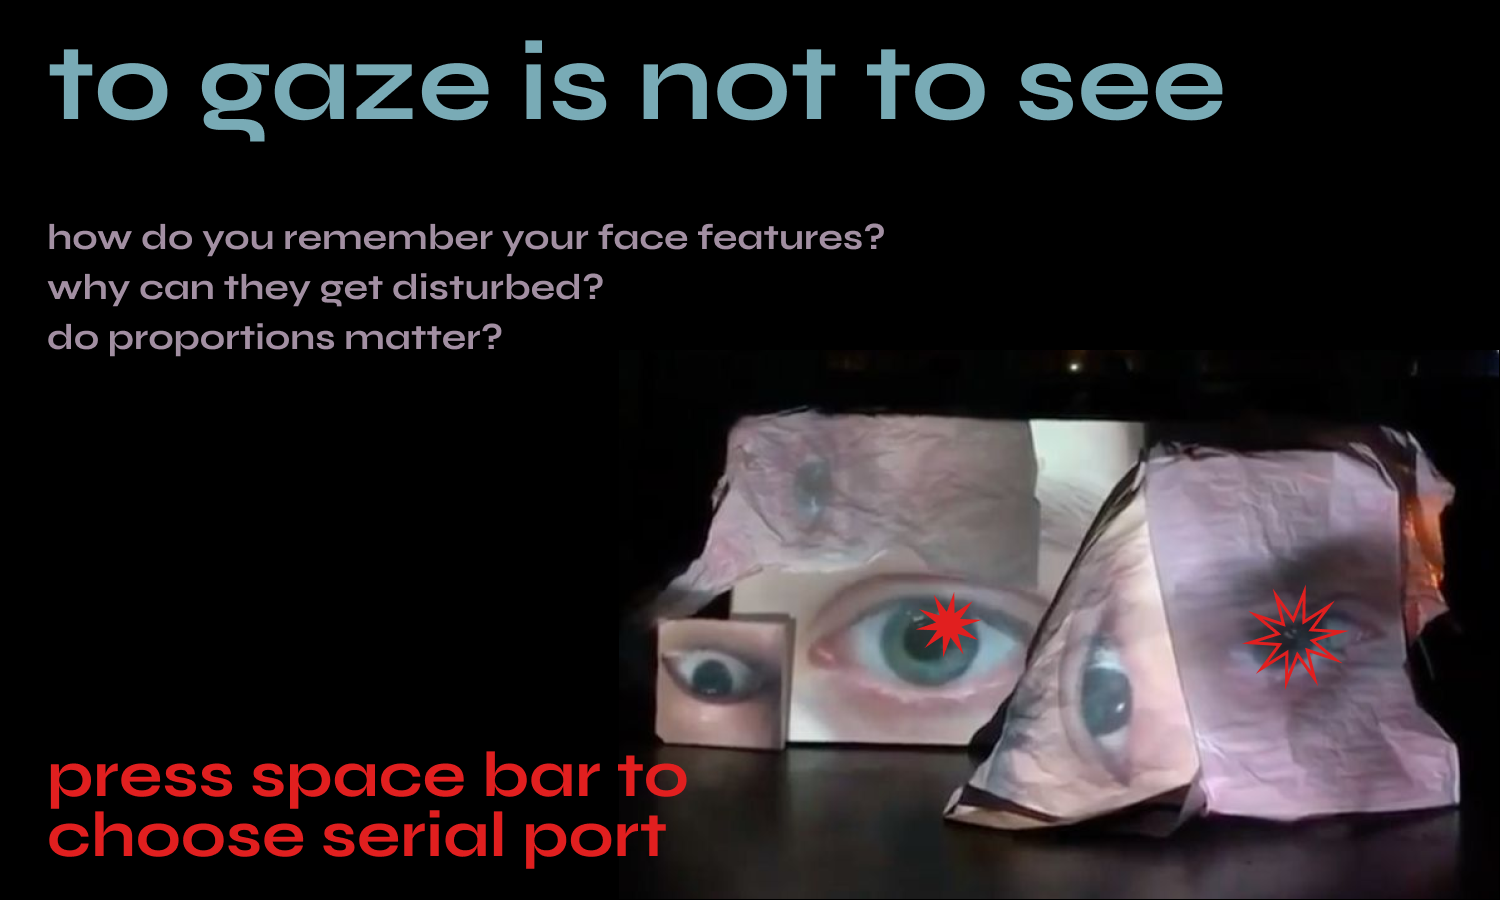 to gaze is not to see
how do you remember your face features?
why can they get disturbed?
do proportions matter?
press space bar to
choose serial port